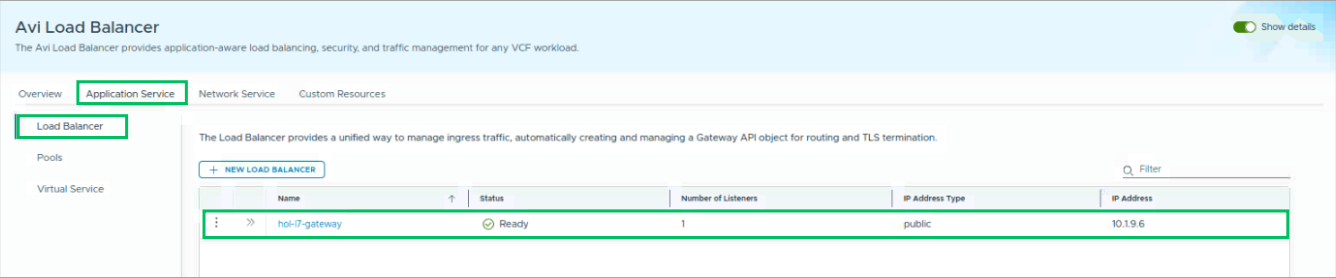 Avi Load Balancer
The Avi Load Balancer provides application-aware load balancing, security, and traffic management for any VCF workload.
Show details
Overview Application Service Network Service Custom Resources
Load Balancer
Pools
Virtual Service
The Load Balancer provides a unified way to manage ingress traffic, automatically creating and managing a Gateway API object for routing and TLS termination.
+ NEW LOAD BALANCER
Filter
Name ↑ Status Number of Listeners IP Address Type IP Address
hol-l7-gateway Ready 1 public 10.1.9.6